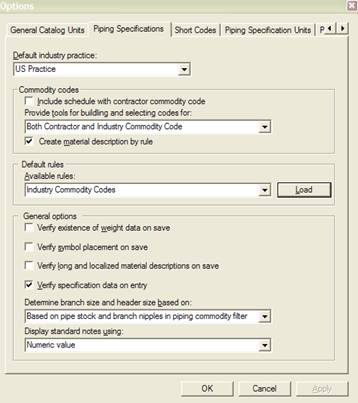 Options
General Catalog Units
Piping Specifications
Short Codes
Piping Specification Units
Default industry practice:
US Practice
Commodity codes
Include schedule with contractor commodity code
Provide tools for building and selecting codes for:
Both Contractor and Industry Commodity Code
Create material description by rule
Default rules
Available rules:
Industry Commodity Codes
Load
General options
Verify existence of weight data on save
Verify symbol placement on save
Verify long and localized material descriptions on save
Verify specification data on entry
Determine branch size and header size based on:
Based on pipe stock and branch nipples in piping commodity filter
Display standard notes using:
Numeric value
OK
Cancel
Apply